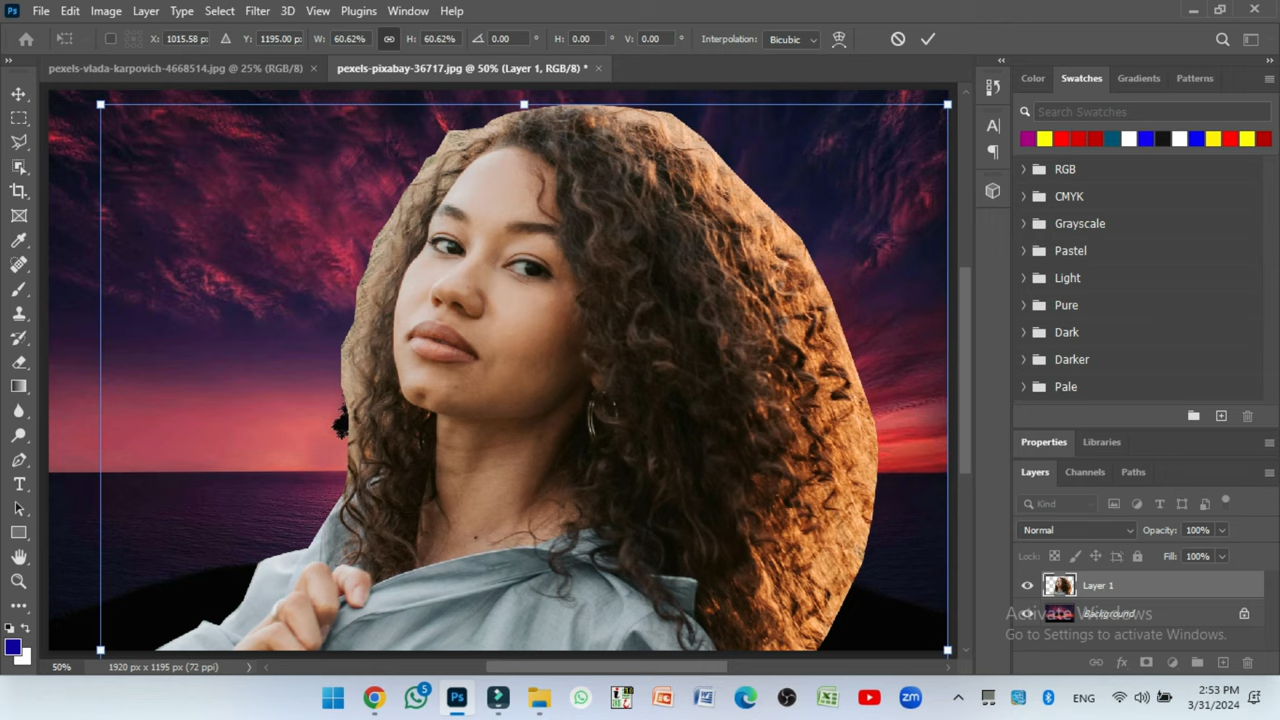 Ps File Edit Image Layer Type Select Filter 3D View Plugins Window Help
X: 1015.58 p: Y: 1195.00 p: W: 60.62% H: 60.62% 0.00 ° H: 0.00 ° V: 0.00 ° Interpolation: Bicubic
pexels-vlada-karpovich-4668514.jpg @ 25% (RGB/8) × pexels-pixabay-36717.jpg @ 50% (Layer 1, RGB/8) * ×
Color Swatches Gradients Patterns
Search Swatches
RGB
CMYK
Grayscale
Pastel
Light
Pure
Dark
Darker
Pale
Properties Libraries
Layers Channels Paths
Kind
Normal Opacity: 100%
Lock: Fill: 100%
Layer 1
Background
Activate Windows
Go to Settings to activate Windows.
50% 1920 px x 1195 px (72 ppi)
5 Ps zm ENG 2:53 PM
3/31/2024